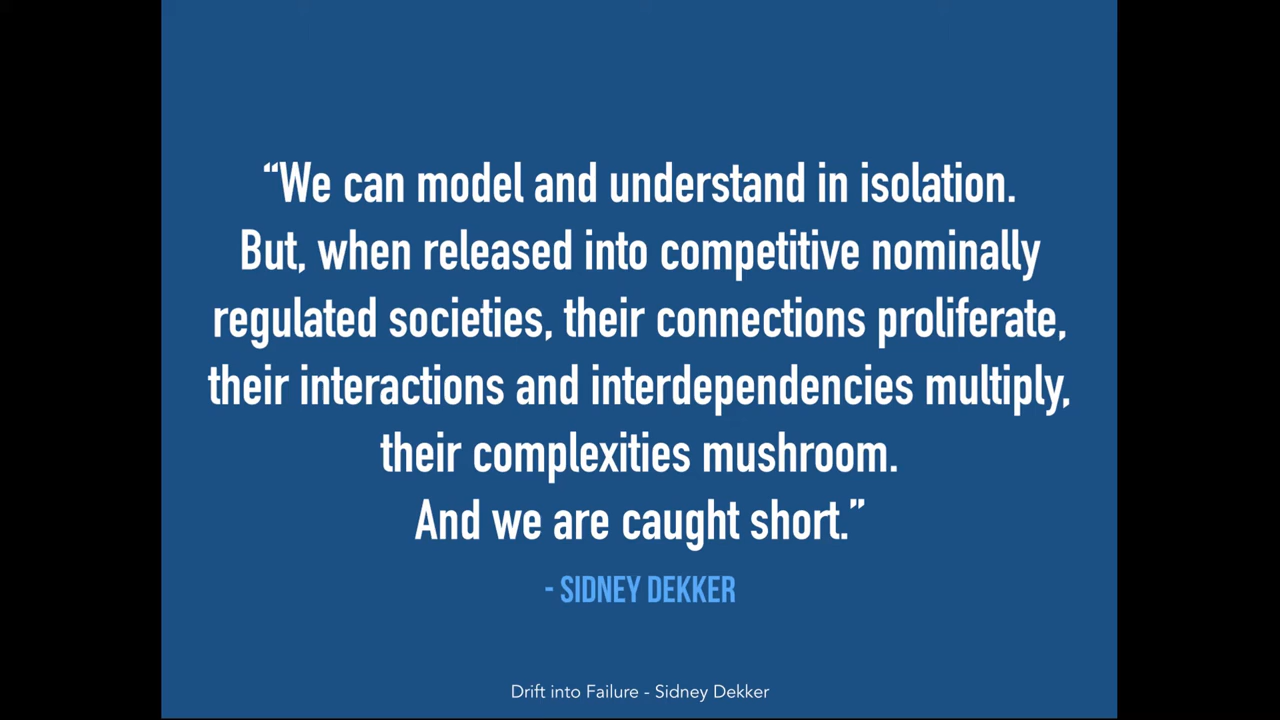 “We can model and understand in isolation.
But, when released into competitive nominally
regulated societies, their connections proliferate,
their interactions and interdependencies multiply,
their complexities mushroom.
And we are caught short.”
- SIDNEY DEKKER
Drift into Failure - Sidney Dekker